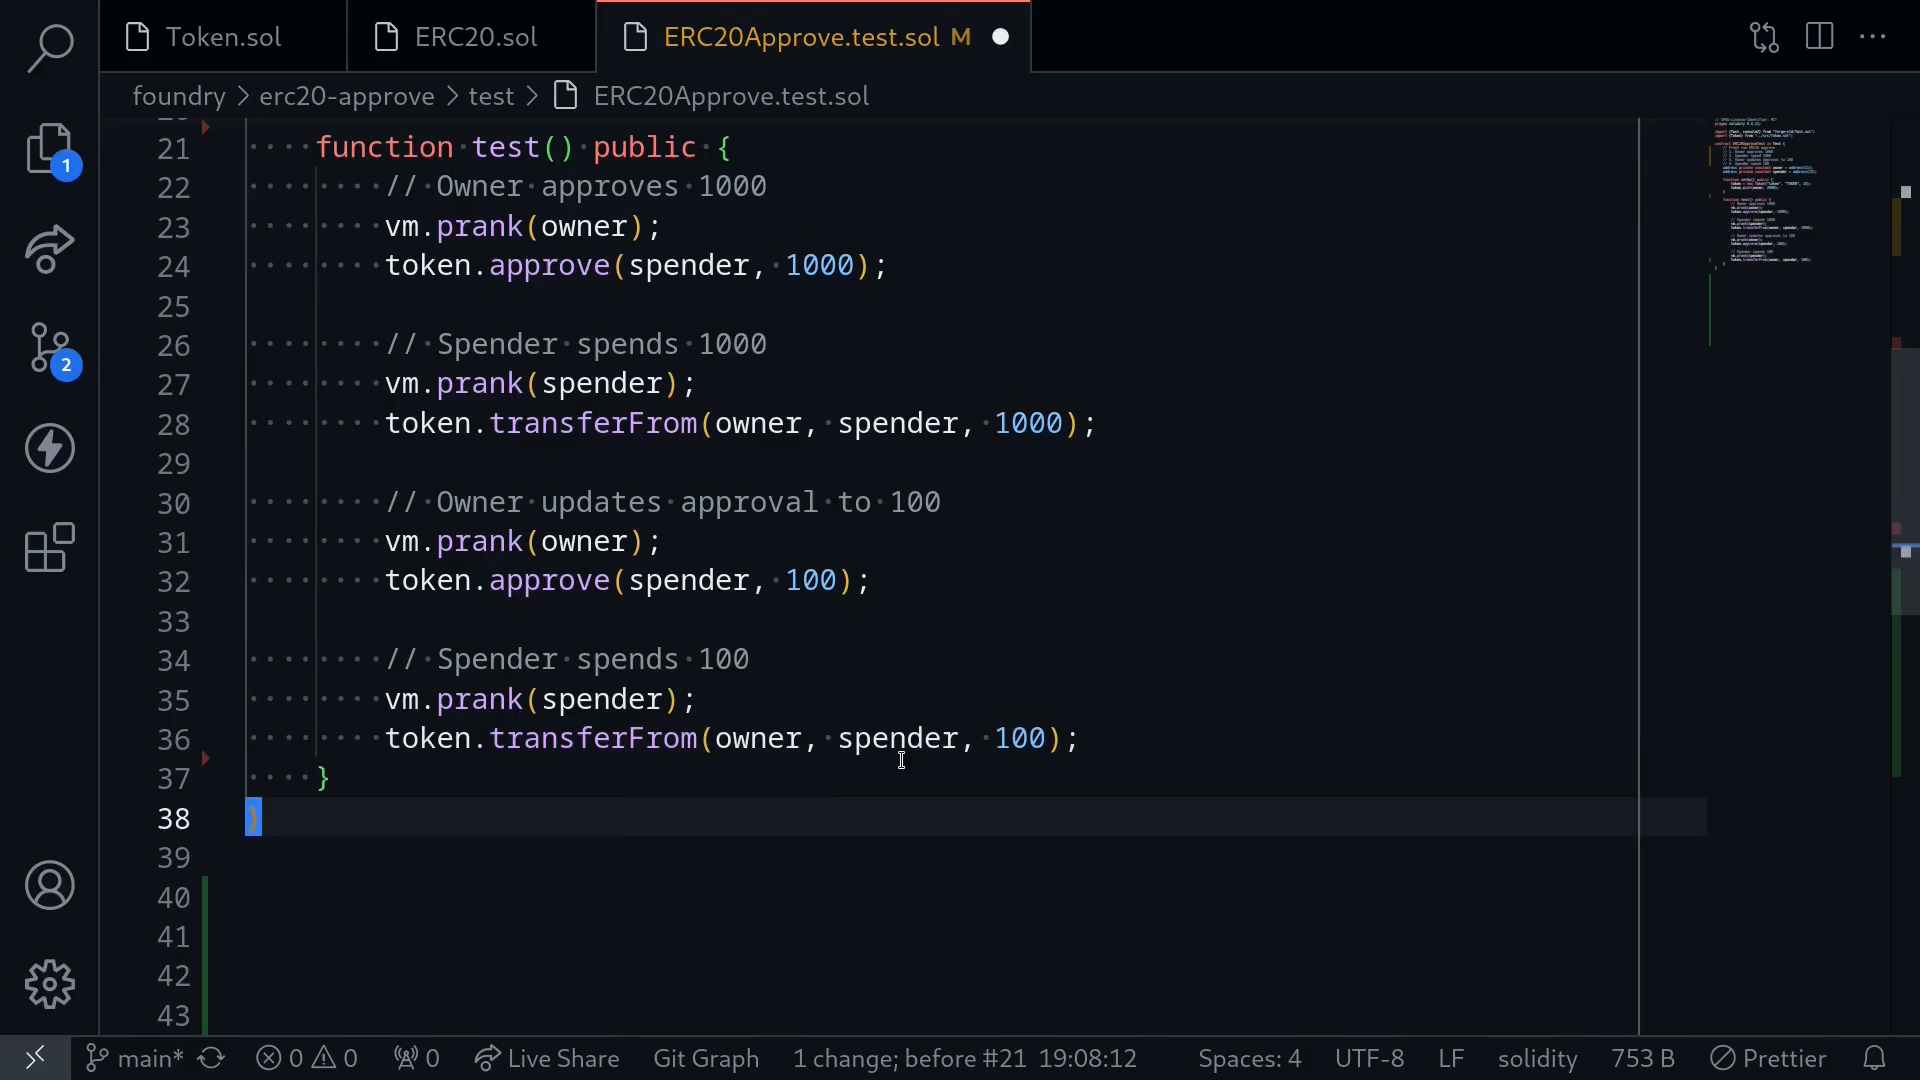 Token.sol
ERC20.sol
ERC20Approve.test.sol M
foundry > erc20-approve > test > ERC20Approve.test.sol
21 function test() public {
22 // Owner approves 1000
23 vm.prank(owner);
24 token.approve(spender, 1000);
25
26 // Spender spends 1000
27 vm.prank(spender);
28 token.transferFrom(owner, spender, 1000);
29
30 // Owner updates approval to 100
31 vm.prank(owner);
32 token.approve(spender, 100);
33
34 // Spender spends 100
35 vm.prank(spender);
36 token.transferFrom(owner, spender, 100);
37 }
38 }
39
40
41
42
43
1
2
main* 0 0 0 Live Share Git Graph 1 change; before #21 19:08:12 Spaces: 4 UTF-8 LF solidity 753 B Prettier